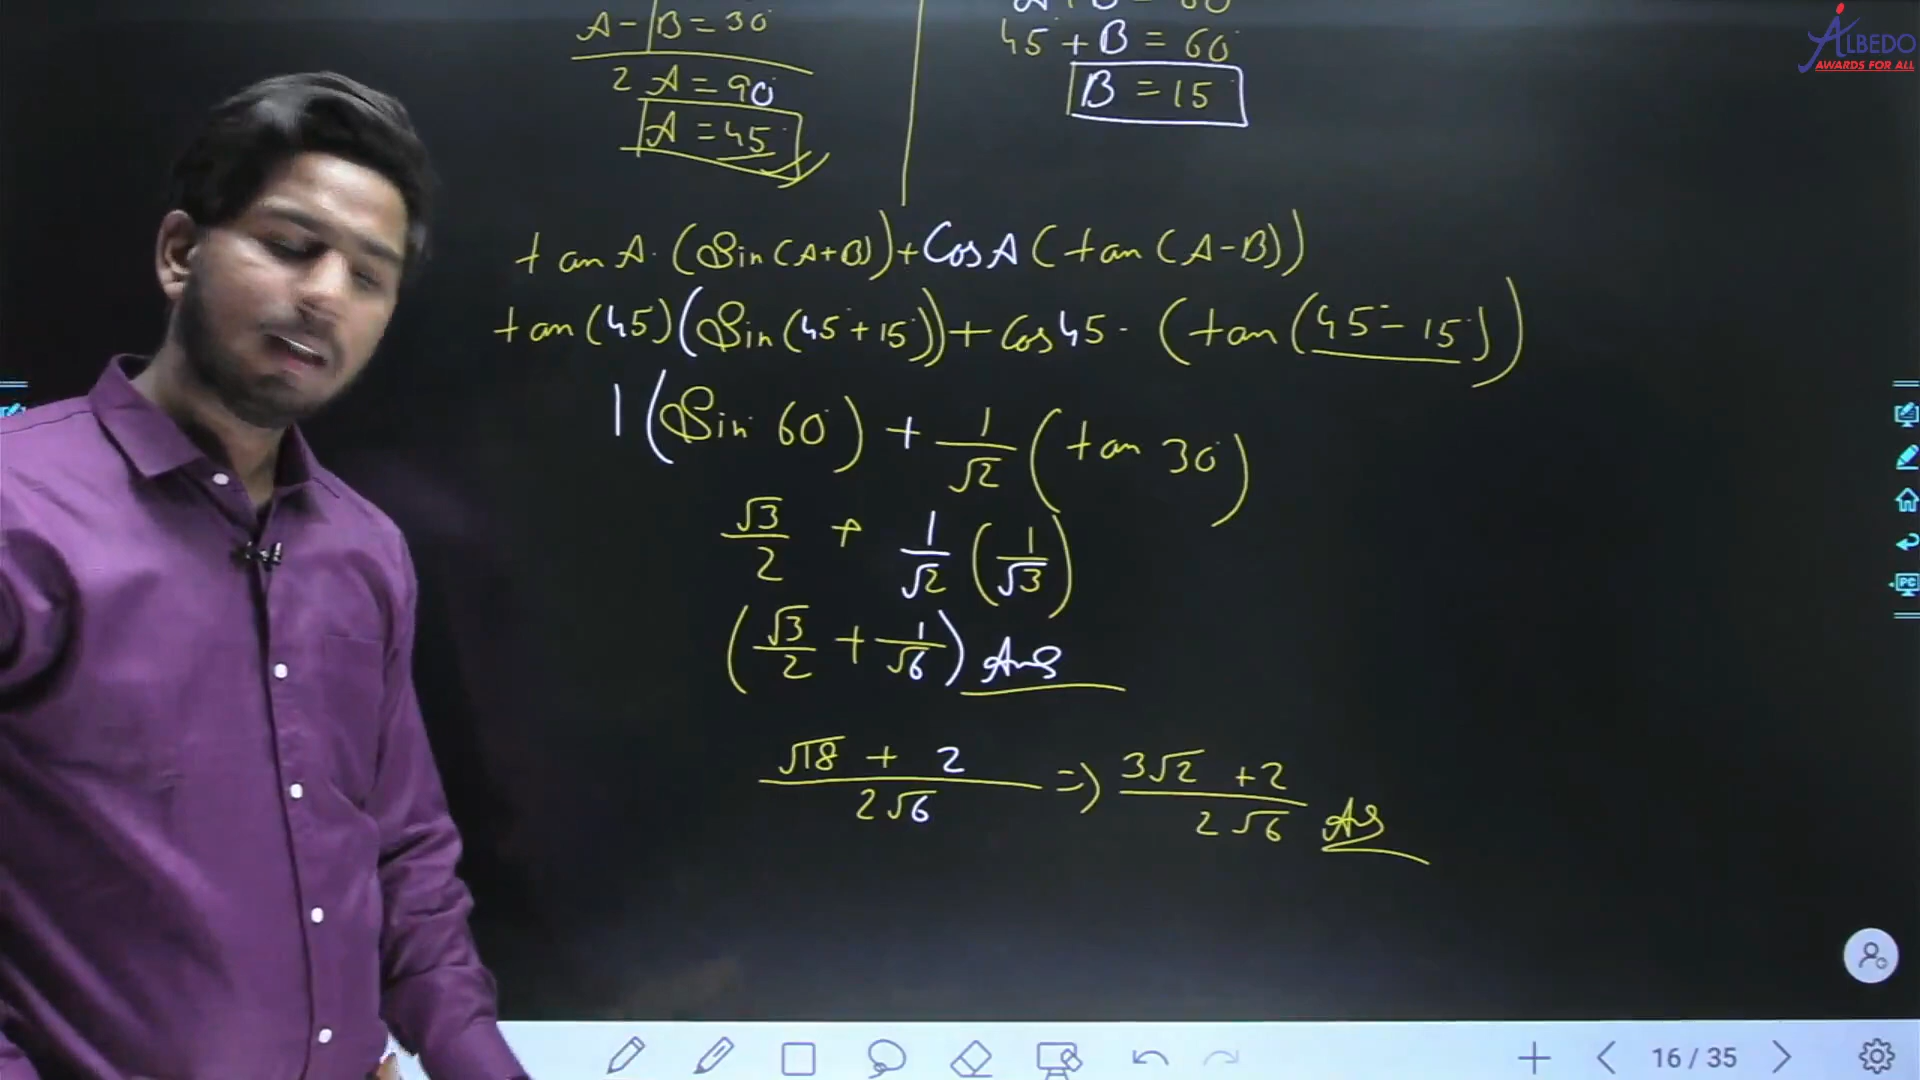 A - B = 30°
2A = 90°
A = 45°
45° + B = 60°
B = 15°
ALBEDO
AWARDS FOR ALL
tan A · (Sin (A+B)) + Cos A (tan (A-B))
tan (45) (Sin (45 + 15)) + Cos 45 · (tan (45° - 15°))
1 (Sin 60°) + 1/√2 (tan 30°)
√3/2 + 1/√2 (1/√3)
(√3/2 + 1/√6) Ans
√18 + 2 / 2√6 => 3√2 + 2 / 2√6 As
PC
16 / 35